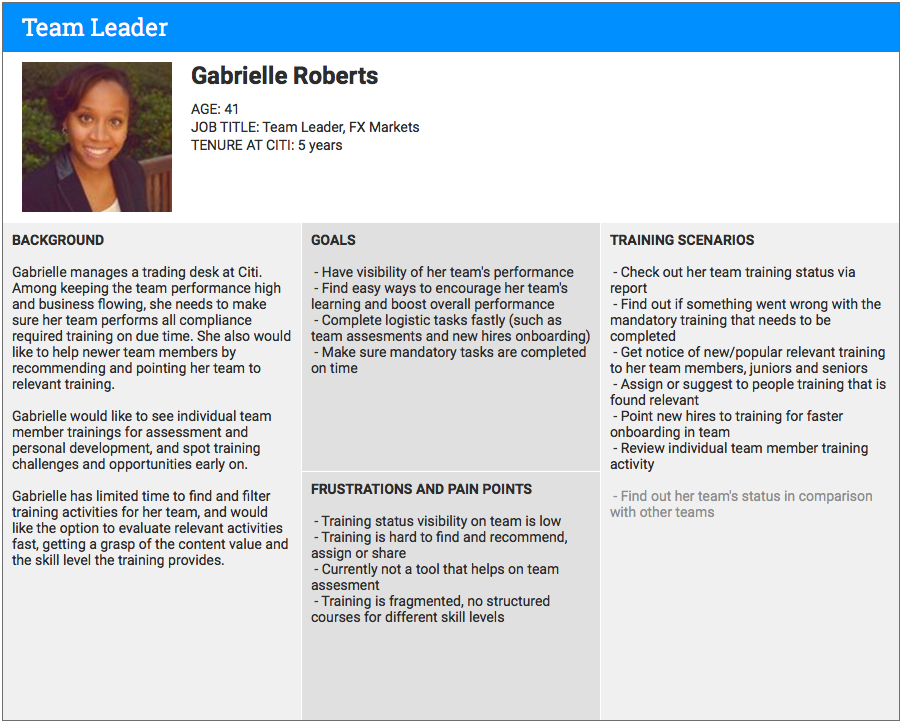 Team Leader
Gabrielle Roberts
AGE: 41
JOB TITLE: Team Leader, FX Markets
TENURE AT CITI: 5 years
BACKGROUND
Gabrielle manages a trading desk at Citi.
Among keeping the team performance high
and business flowing, she needs to make
sure her team performs all compliance
required training on due time. She also would
like to help newer team members by
recommending and pointing her team to
relevant training.
Gabrielle would like to see individual team
member trainings for assessment and
personal development, and spot training
challenges and opportunities early on.
Gabrielle has limited time to find and filter
training activities for her team, and would
like the option to evaluate relevant activities
fast, getting a grasp of the content value and
the skill level the training provides.
GOALS
- Have visibility of her team's performance
- Find easy ways to encourage her team's
learning and boost overall performance
- Complete logistic tasks fastly (such as
team assesments and new hires onboarding)
- Make sure mandatory tasks are completed
on time
FRUSTRATIONS AND PAIN POINTS
- Training status visibility on team is low
- Training is hard to find and recommend,
assign or share
- Currently not a tool that helps on team
assesment
- Training is fragmented, no structured
courses for different skill levels
TRAINING SCENARIOS
- Check out her team training status via
report
- Find out if something went wrong with the
mandatory training that needs to be
completed
- Get notice of new/popular relevant training
to her team members, juniors and seniors
- Assign or suggest to people training that is
found relevant
- Point new hires to training for faster
onboarding in team
- Review individual team member training
activity
- Find out her team's status in comparison
with other teams